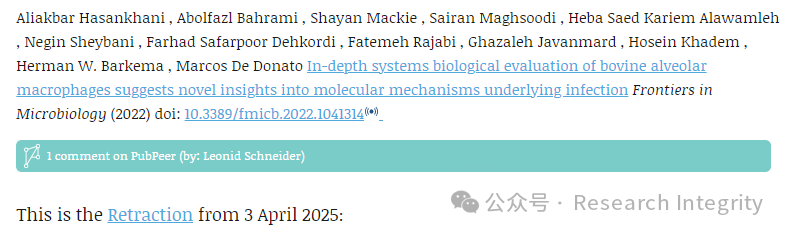 Aliakbar Hasankhani , Abolfazl Bahrami , Shayan Mackie , Sairan Maghsoodi , Heba Saed Kariem Alawamleh
, Negin Sheybani , Farhad Safarpoor Dehkordi , Fatemeh Rajabi , Ghazaleh Javanmard , Hosein Khadem ,
Herman W. Barkema , Marcos De Donato In-depth systems biological evaluation of bovine alveolar
macrophages suggests novel insights into molecular mechanisms underlying infection Frontiers in
Microbiology (2022) doi: 10.3389/fmicb.2022.1041314
1 comment on PubPeer (by: Leonid Schneider)
公众号 · Research Integrity
This is the Retraction from 3 April 2025: